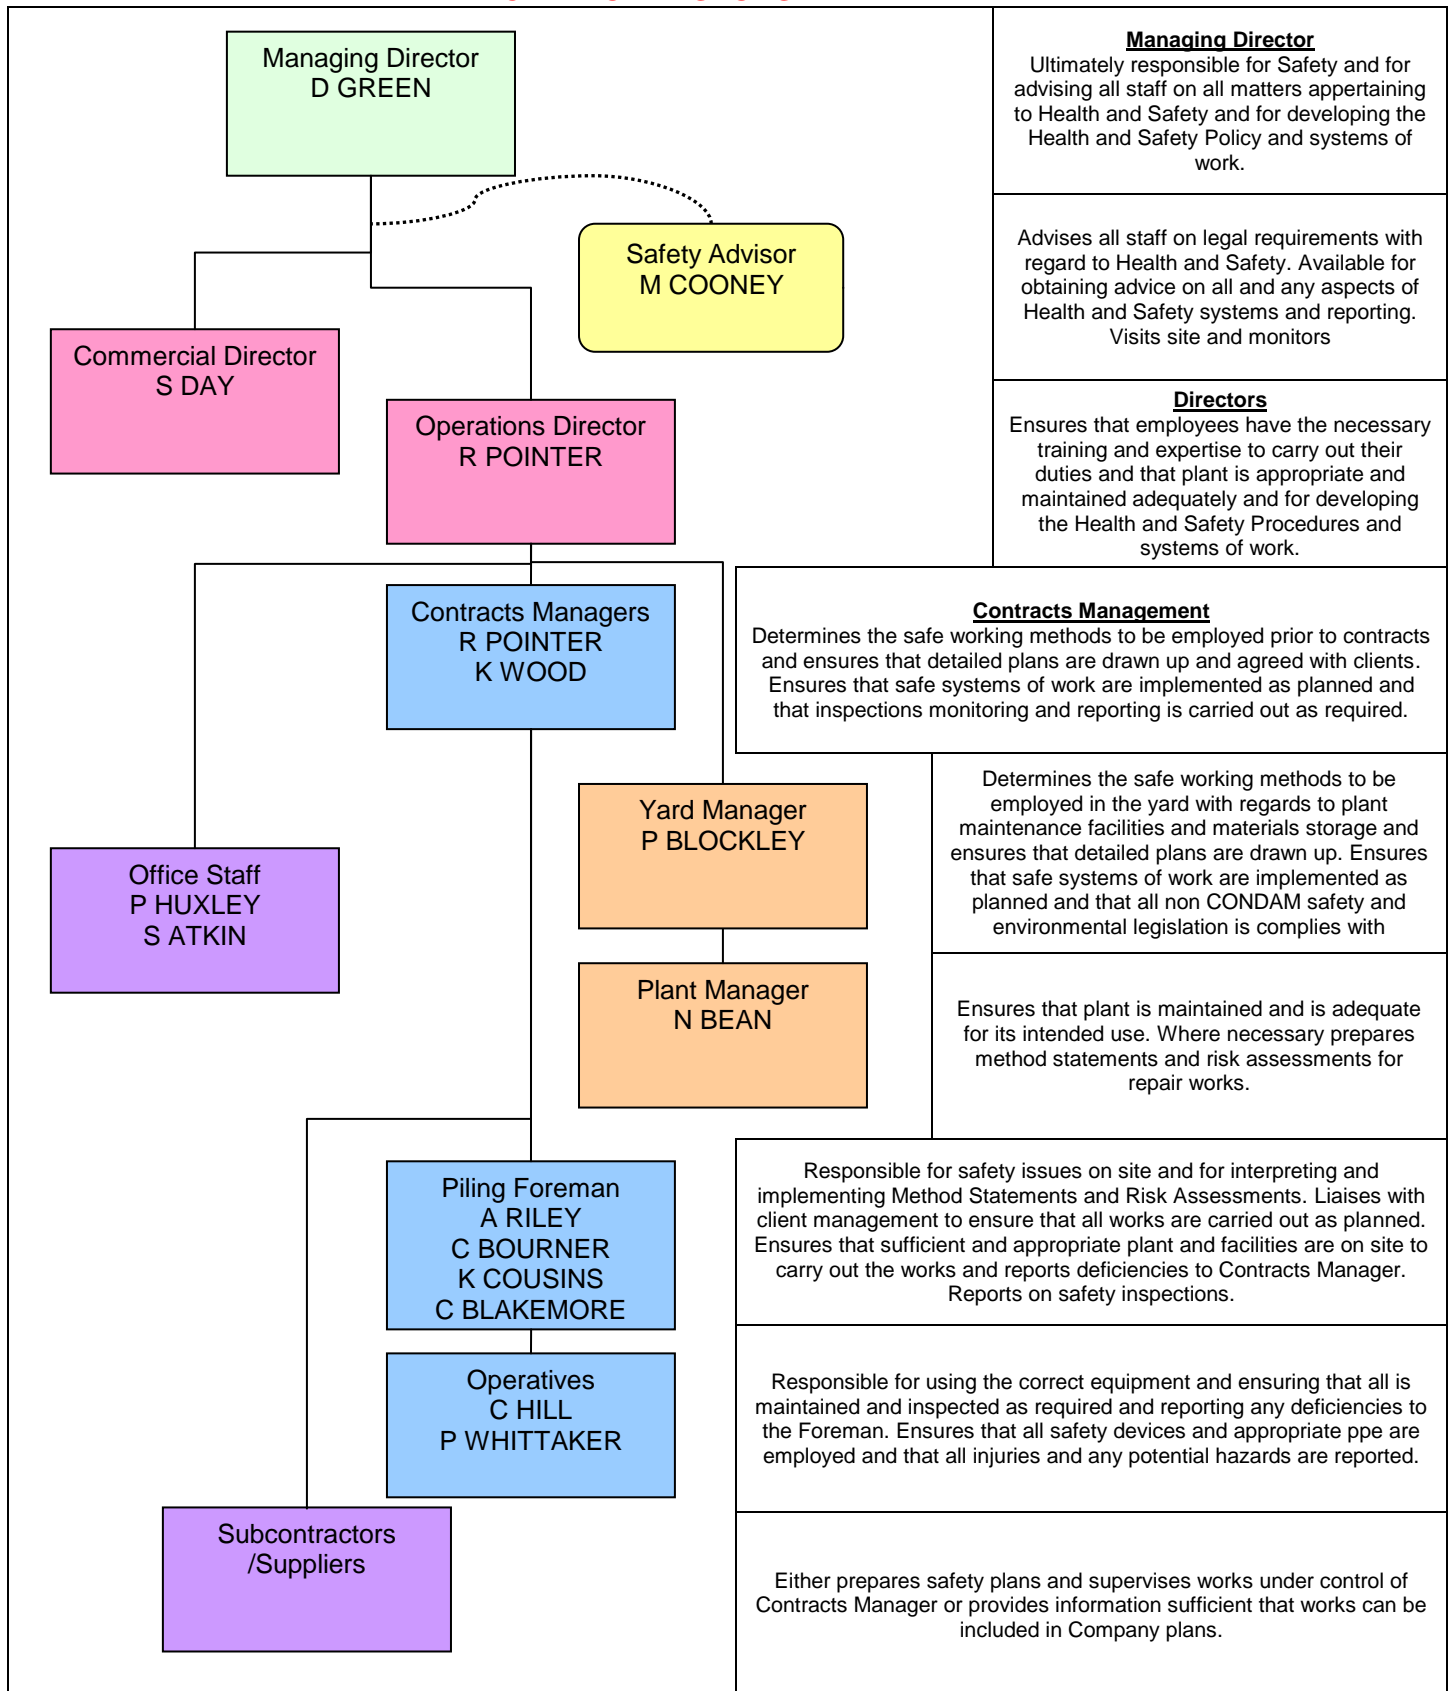 Managing Director
D GREEN
Safety Advisor
M COONEY
Commercial Director
S DAY
Operations Director
R POINTER
Contracts Managers
R POINTER
K WOOD
Yard Manager
P BLOCKLEY
Office Staff
P HUXLEY
S ATKIN
Plant Manager
N BEAN
Piling Foreman
A RILEY
C BOURNER
K COUSINS
C BLAKEMORE
Operatives
C HILL
P WHITTAKER
Subcontractors
/Suppliers
Managing Director
Ultimately responsible for Safety and for
advising all staff on all matters appertaining
to Health and Safety and for developing the
Health and Safety Policy and systems of
work.
Advises all staff on legal requirements with
regard to Health and Safety. Available for
obtaining advice on all and any aspects of
Health and Safety systems and reporting.
Visits site and monitors
Directors
Ensures that employees have the necessary
training and expertise to carry out their
duties and that plant is appropriate and
maintained adequately and for developing
the Health and Safety Procedures and
systems of work.
Contracts Management
Determines the safe working methods to be employed prior to contracts
and ensures that detailed plans are drawn up and agreed with clients.
Ensures that safe systems of work are implemented as planned and
that inspections monitoring and reporting is carried out as required.
Determines the safe working methods to be
employed in the yard with regards to plant
maintenance facilities and materials storage and
ensures that detailed plans are drawn up. Ensures
that safe systems of work are implemented as
planned and that all non CONDAM safety and
environmental legislation is complies with
Ensures that plant is maintained and is adequate
for its intended use. Where necessary prepares
method statements and risk assessments for
repair works.
Responsible for safety issues on site and for interpreting and
implementing Method Statements and Risk Assessments. Liaises with
client management to ensure that all works are carried out as planned.
Ensures that sufficient and appropriate plant and facilities are on site to
carry out the works and reports deficiencies to Contracts Manager.
Reports on safety inspections.
Responsible for using the correct equipment and ensuring that all is
maintained and inspected as required and reporting any deficiencies to
the Foreman. Ensures that all safety devices and appropriate ppe are
employed and that all injuries and any potential hazards are reported.
Either prepares safety plans and supervises works under control of
Contracts Manager or provides information sufficient that works can be
included in Company plans.